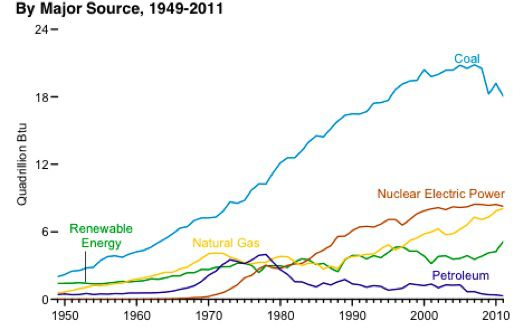 By Major Source, 1949-2011
24
Coal
18
Quadrillion Btu
12
Nuclear Electric Power
Renewable
Energy
Natural Gas
6
Petroleum
0
1950 1960 1970 1980 1990 2000 2010